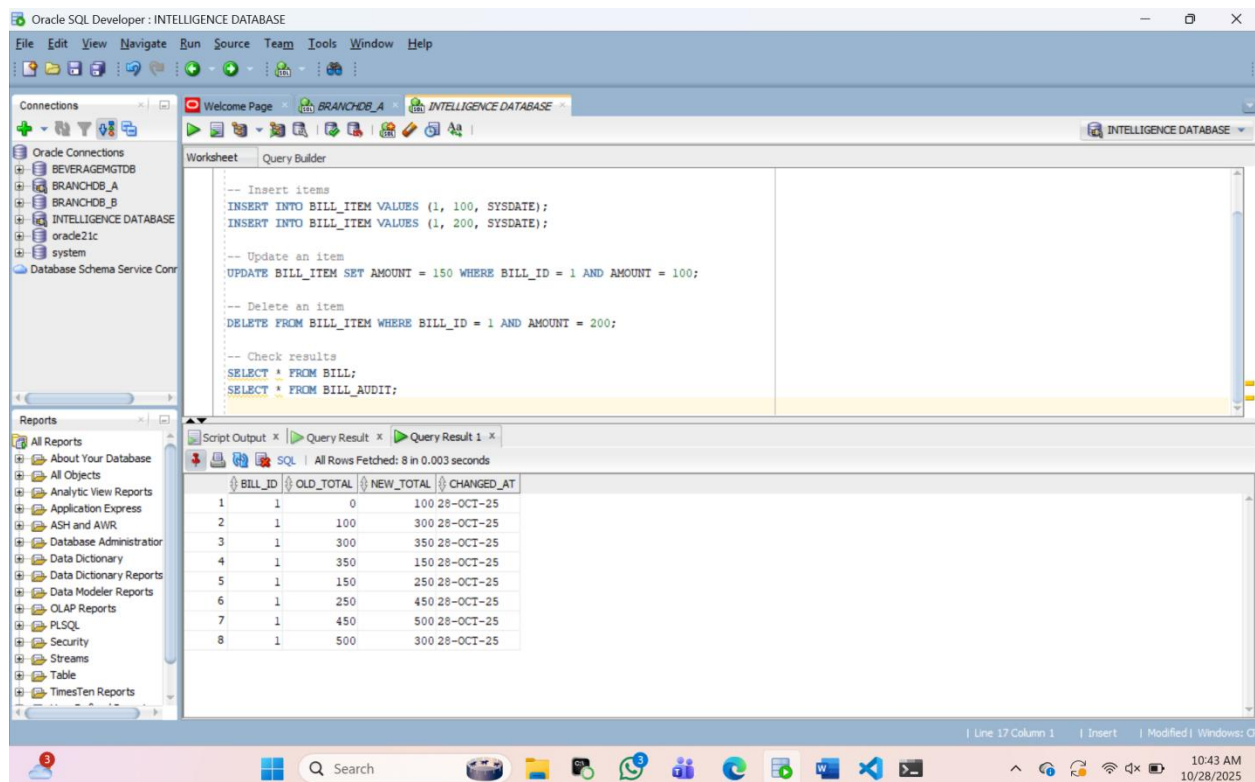 Oracle SQL Developer : INTELLIGENCE DATABASE
File Edit View Navigate Run Source Team Tools Window Help
Connections
Welcome Page
BRANCHDB_A
INTELLIGENCE DATABASE
INTELLIGENCE DATABASE
Oracle Connections
BEVERAGEMGTDB
BRANCHDB_A
BRANCHDB_B
INTELLIGENCE DATABASE
oracle21c
system
Database Schema Service Conr
Worksheet Query Builder
-- Insert items
INSERT INTO BILL_ITEM VALUES (1, 100, SYSDATE);
INSERT INTO BILL_ITEM VALUES (1, 200, SYSDATE);
-- Update an item
UPDATE BILL_ITEM SET AMOUNT = 150 WHERE BILL_ID = 1 AND AMOUNT = 100;
-- Delete an item
DELETE FROM BILL_ITEM WHERE BILL_ID = 1 AND AMOUNT = 200;
-- Check results
SELECT * FROM BILL;
SELECT * FROM BILL_AUDIT;
Reports
All Reports
About Your Database
All Objects
Analytic View Reports
Application Express
ASH and AWR
Database Administration
Data Dictionary
Data Dictionary Reports
Data Modeler Reports
OLAP Reports
PLSQL
Security
Streams
Table
TimesTen Reports
Script Output x Query Result x Query Result 1 x
SQL | All Rows Fetched: 8 in 0.003 seconds
BILL_ID OLD_TOTAL NEW_TOTAL CHANGED_AT
1 1 0 100 28-OCT-25
2 1 100 300 28-OCT-25
3 1 300 350 28-OCT-25
4 1 350 150 28-OCT-25
5 1 150 250 28-OCT-25
6 1 250 450 28-OCT-25
7 1 450 500 28-OCT-25
8 1 500 300 28-OCT-25
| Line 17 Column 1 | Insert | Modified | Windows: C
3
Search
3
10:43 AM
10/28/2025